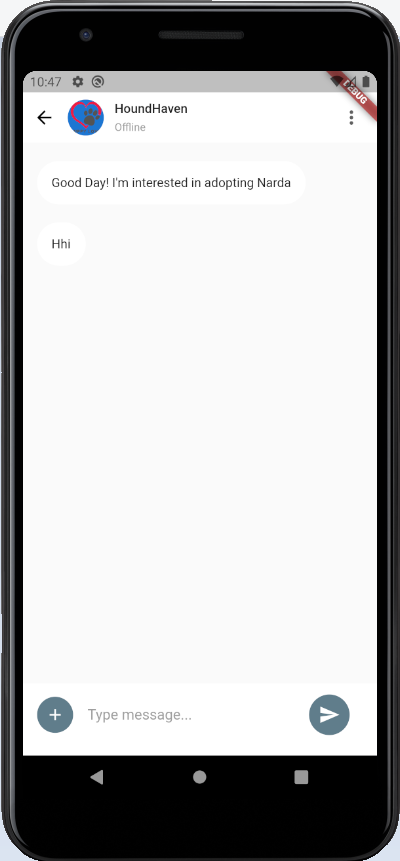 10:47
DEBUG
HoundHaven
Offline
Good Day! I'm interested in adopting Narda
Hhi
Type message...